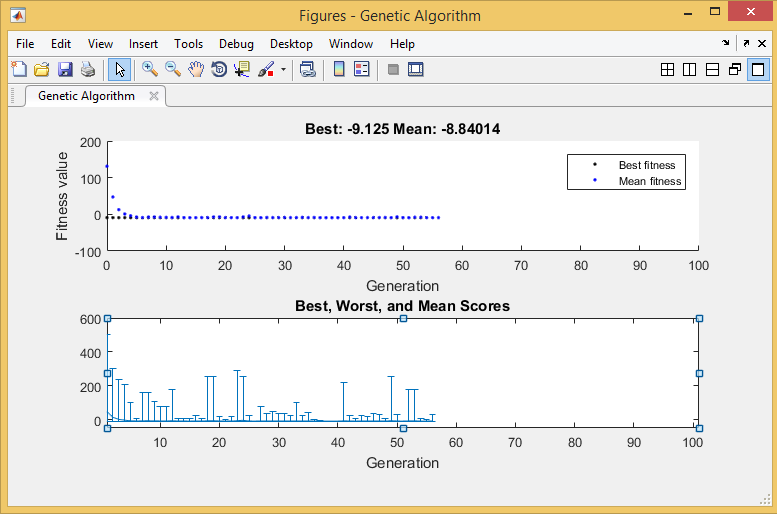 Figures - Genetic Algorithm
File Edit View Insert Tools Debug Desktop Window Help
Genetic Algorithm
Best: -9.125 Mean: -8.84014
Fitness value
200
100
0
-100
Best fitness
Mean fitness
0 10 20 30 40 50 60 70 80 90 100
Generation
Best, Worst, and Mean Scores
600
400
200
0
10 20 30 40 50 60 70 80 90 100
Generation